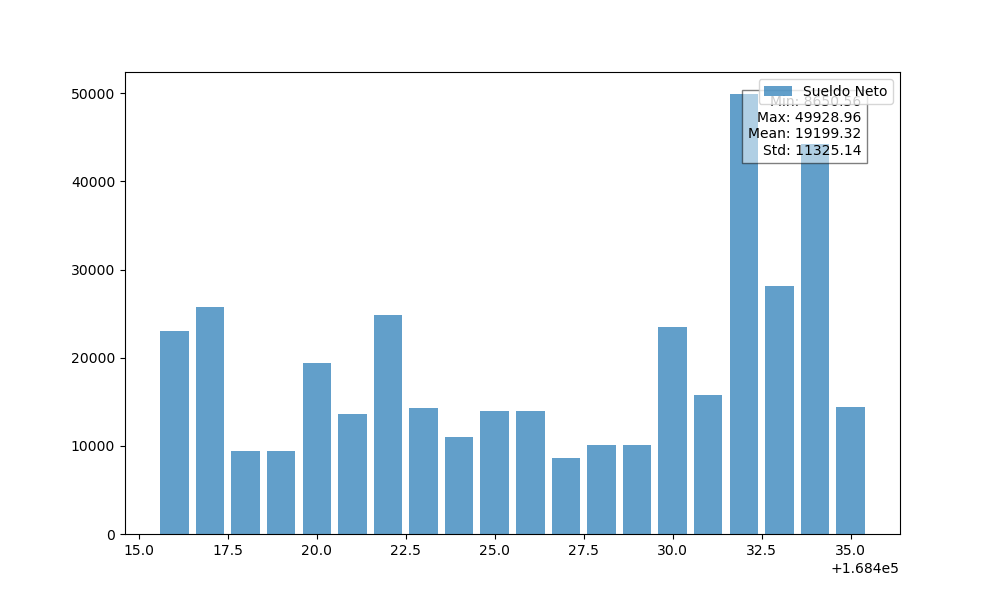 Sueldo Neto
Min: 8650.56
Max: 49928.96
Mean: 19199.32
Std: 11325.14
50000
40000
30000
20000
10000
0
15.0 17.5 20.0 22.5 25.0 27.5 30.0 32.5 35.0
+1.684e5